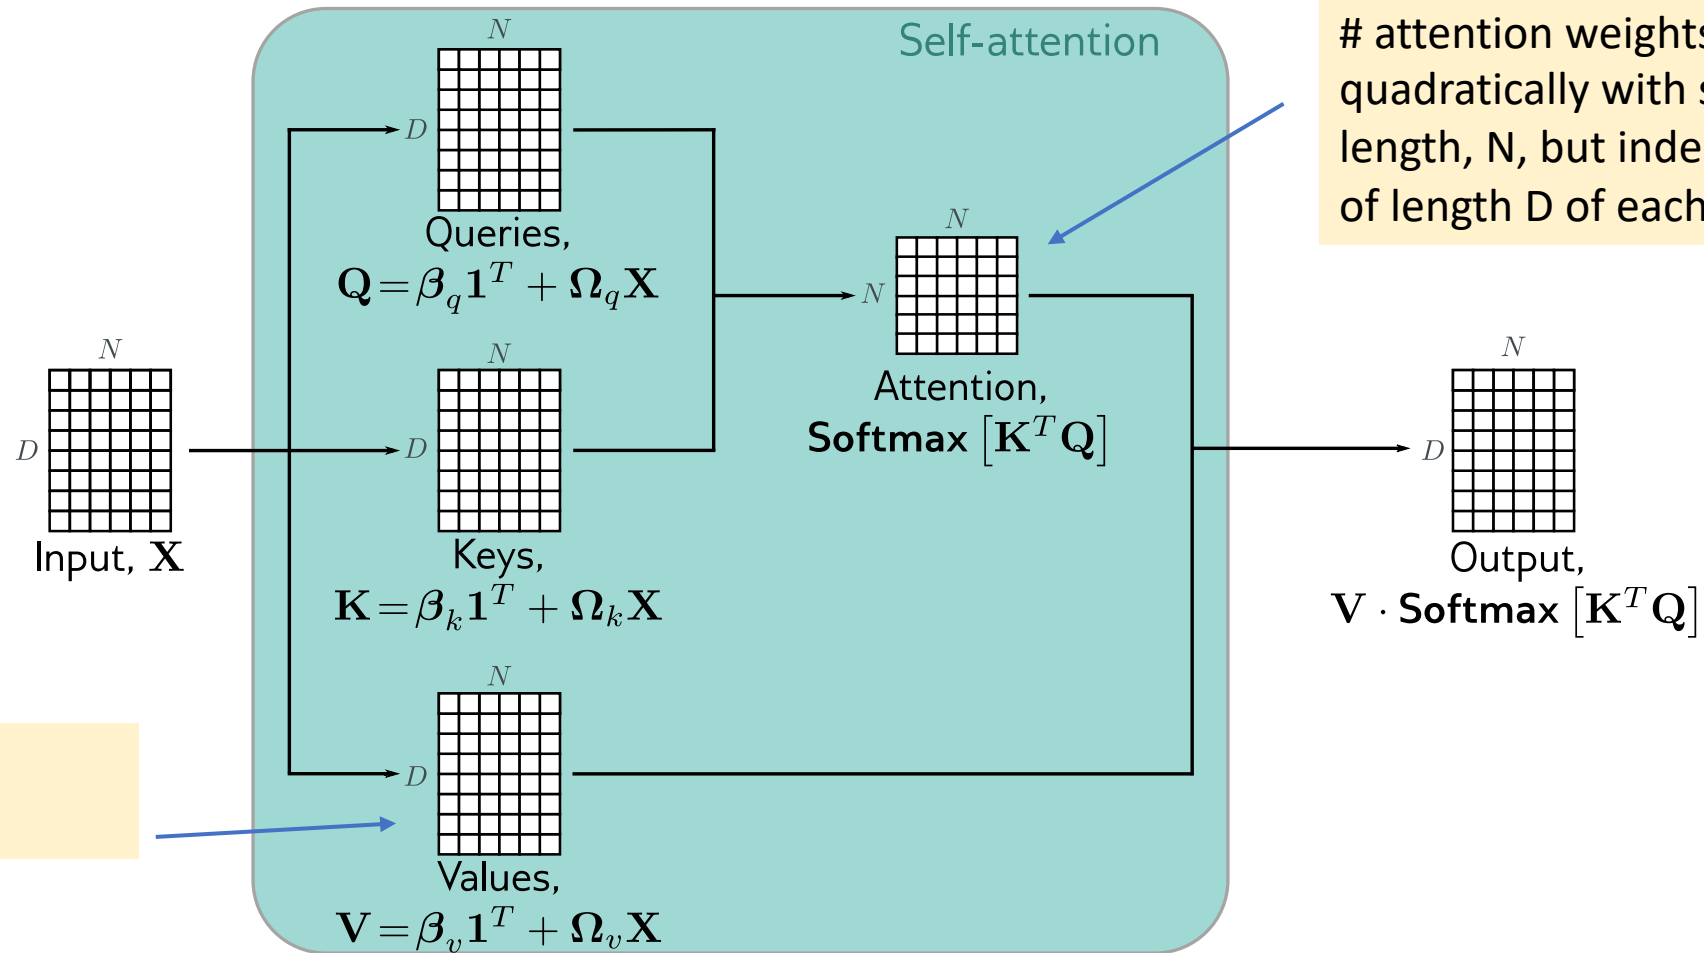 Self-attention
# attention weights
quadratically with
length, N, but
of length D of each
N
D
Queries,
Q = β_q 1^T + Ω_q X
N
D
Input, X
N
D
Keys,
K = β_k 1^T + Ω_k X
N
D
Values,
V = β_v 1^T + Ω_v X
N
N
Attention,
Softmax [K^T Q]
N
D
Output,
V · Softmax [K^T Q]